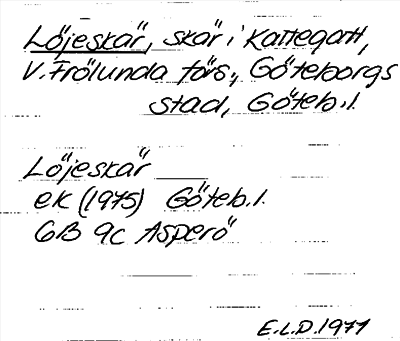 Löjeskär, skär i Kattegatt,
V. Frölunda förs., Göteborgs
stad, Göteb.l.
Löjeskär
ek (1975) Göteb.l.
6B 9c Asperö
E.L.D. 1977